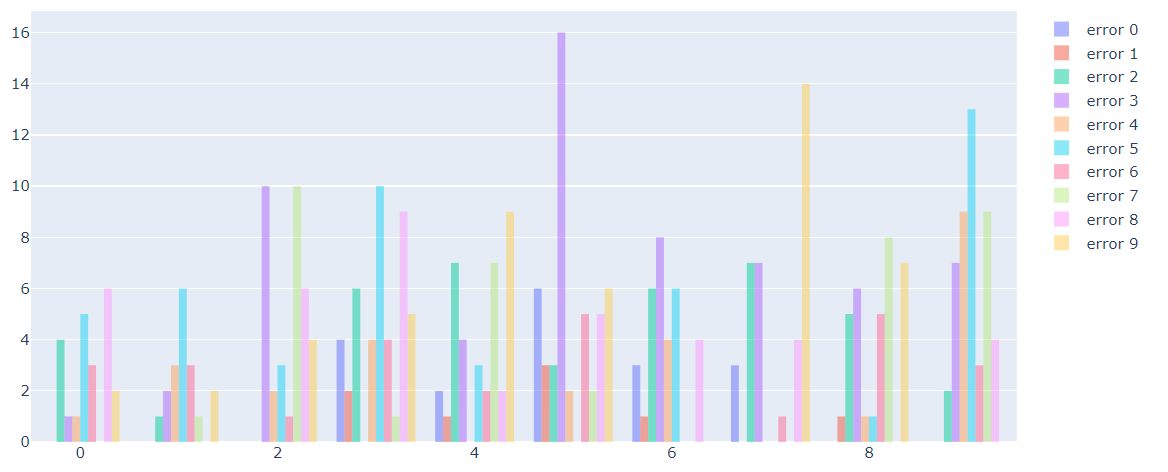 16
14
12
10
8
6
4
2
0
0 2 4 6 8
error 0
error 1
error 2
error 3
error 4
error 5
error 6
error 7
error 8
error 9